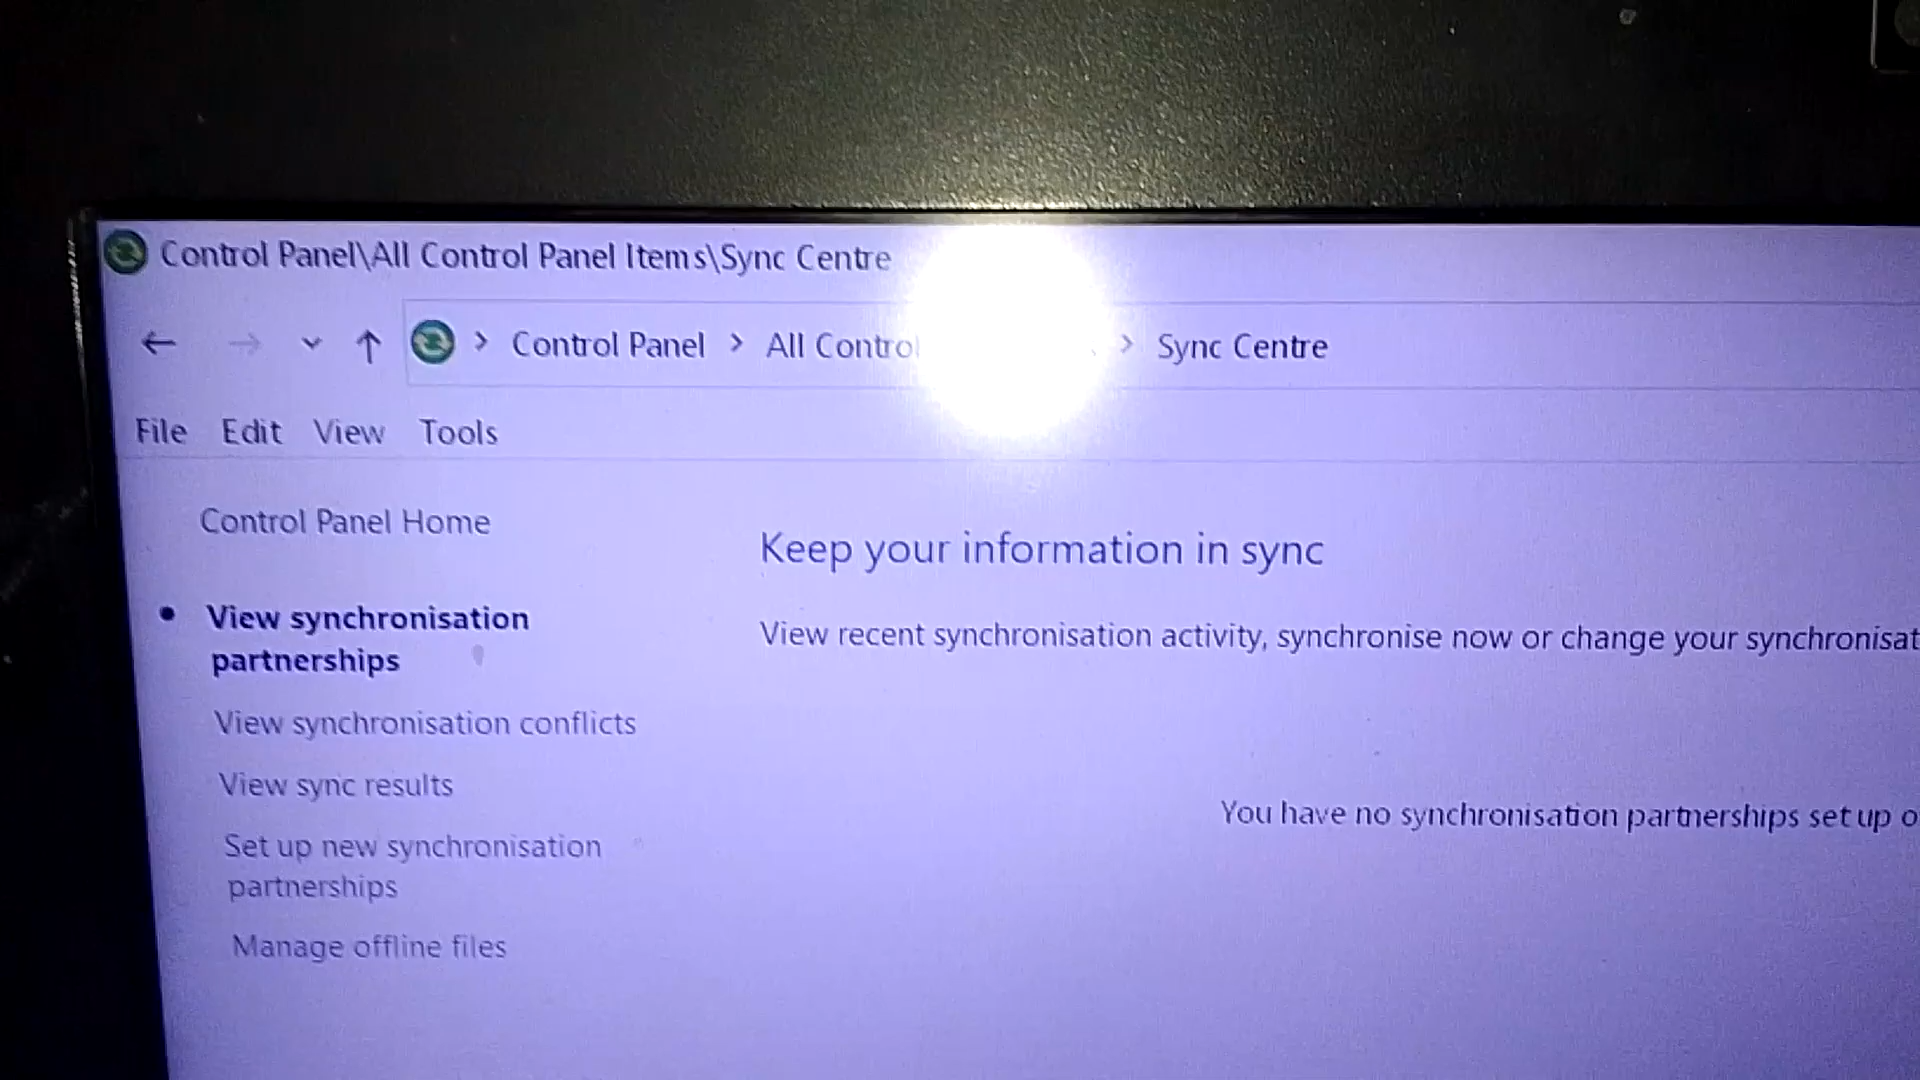 Control Panel\All Control Panel Items\Sync Centre
Control Panel > All Control > Sync Centre
File Edit View Tools
Control Panel Home
Keep your information in sync
• View synchronisation
partnerships
View recent synchronisation activity, synchronise now or change your
View synchronisation conflicts
View sync results
You have no synchronisation partnerships set up
Set up new synchronisation
partnerships
Manage offline files